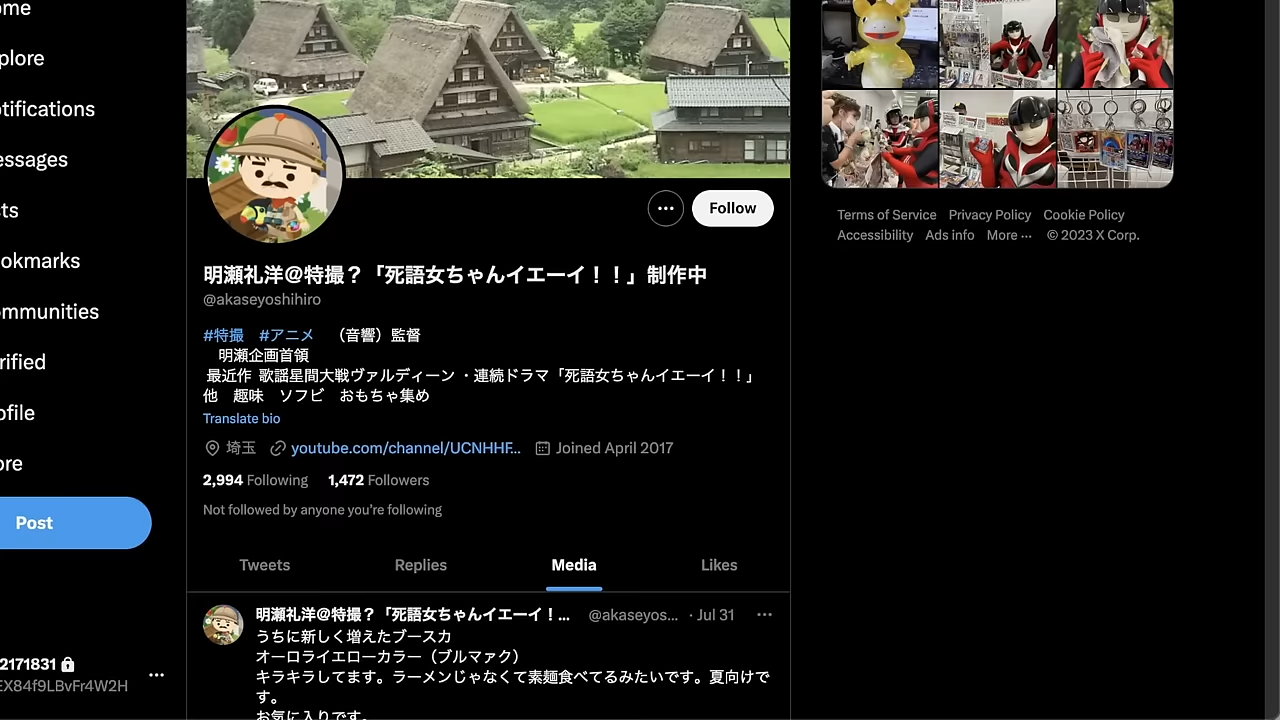 ome
plore
otifications
essages
sts
okmarks
ommunities
rified
ofile
ore
Post
2171831
EX84f9LBvFr4W2H
Follow
明瀬礼洋@特撮？「死語女ちゃんイエーイ！！」制作中
@akaseyoshihiro
#特撮　#アニメ　（音響）監督
明瀬企画首領
最近作 歌謡星間大戦ヴァルディーン ・連続ドラマ「死語女ちゃんイエーイ！！」
他　趣味　ソフビ　おもちゃ集め
Translate bio
埼玉 youtube.com/channel/UCNHHF... Joined April 2017
2,994 Following 1,472 Followers
Not followed by anyone you're following
Tweets Replies Media Likes
明瀬礼洋@特撮？「死語女ちゃんイエーイ！... @akaseyos... · Jul 31
うちに新しく増えたブースカ
オーロライエローカラー（ブルマァク）
キラキラしてます。ラーメンじゃなくて素麺食べてるみたいです。夏向けで
す。
お気に入りです。
Terms of Service Privacy Policy Cookie Policy
Accessibility Ads info More ··· © 2023 X Corp.